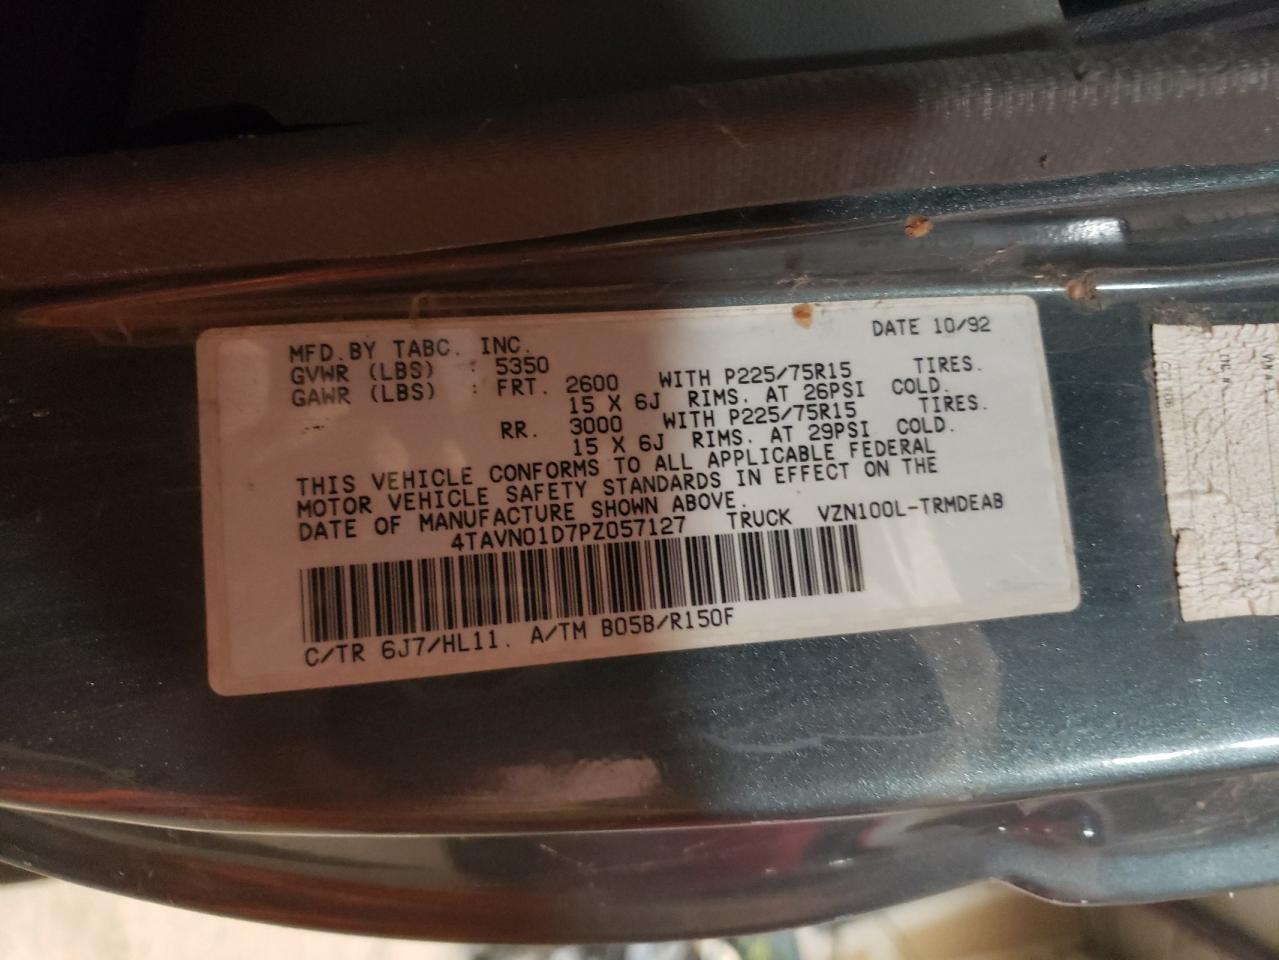 MFD. BY TABC. INC. DATE 10/92
GVWR (LBS) : 5350
GAWR (LBS) : FRT. 2600 WITH P225/75R15 TIRES.
15 X 6J RIMS. AT 26PSI COLD.
RR. 3000 WITH P225/75R15 TIRES.
15 X 6J RIMS. AT 29PSI COLD.
THIS VEHICLE CONFORMS TO ALL APPLICABLE FEDERAL
MOTOR VEHICLE SAFETY STANDARDS IN EFFECT ON THE
DATE OF MANUFACTURE SHOWN ABOVE.
4TAVN01D7PZ057127 TRUCK VZN100L-TRMDEAB
C/TR 6J7/HL11. A/TM B05B/R150F